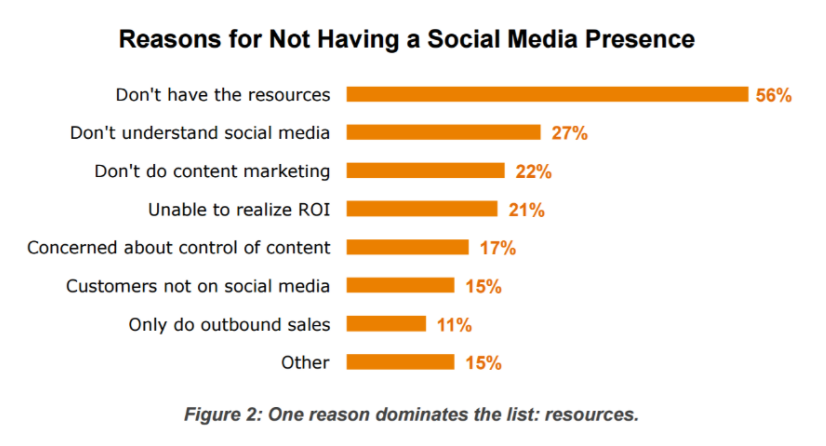 Reasons for Not Having a Social Media Presence
Don't have the resources 56%
Don't understand social media 27%
Don't do content marketing 22%
Unable to realize ROI 21%
Concerned about control of content 17%
Customers not on social media 15%
Only do outbound sales 11%
Other 15%
Figure 2: One reason dominates the list: resources.